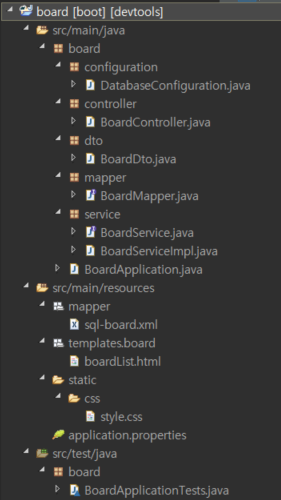 board [boot] [devtools]
src/main/java
board
configuration
DatabaseConfiguration.java
controller
BoardController.java
dto
BoardDto.java
mapper
BoardMapper.java
service
BoardService.java
BoardServiceImpl.java
BoardApplication.java
src/main/resources
mapper
sql-board.xml
templates.board
boardList.html
static
css
style.css
application.properties
src/test/java
board
BoardApplicationTests.java